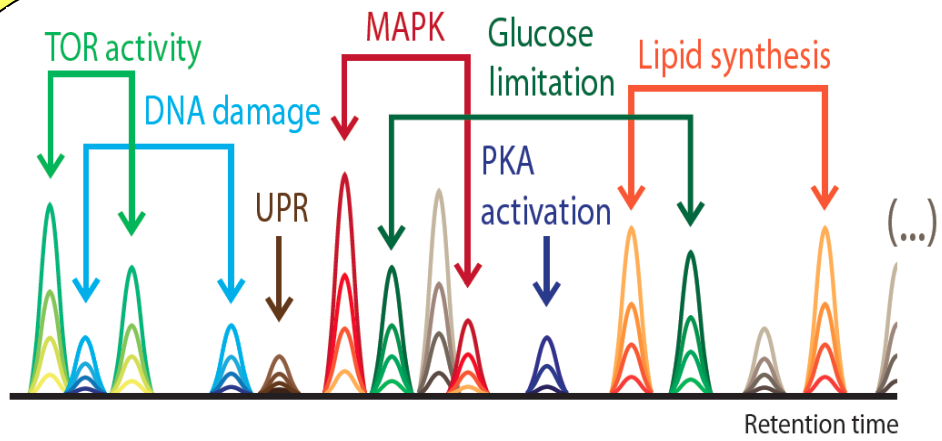 TOR activity
DNA damage
UPR
MAPK
Glucose
limitation
PKA
activation
Lipid synthesis
(...)
Retention time